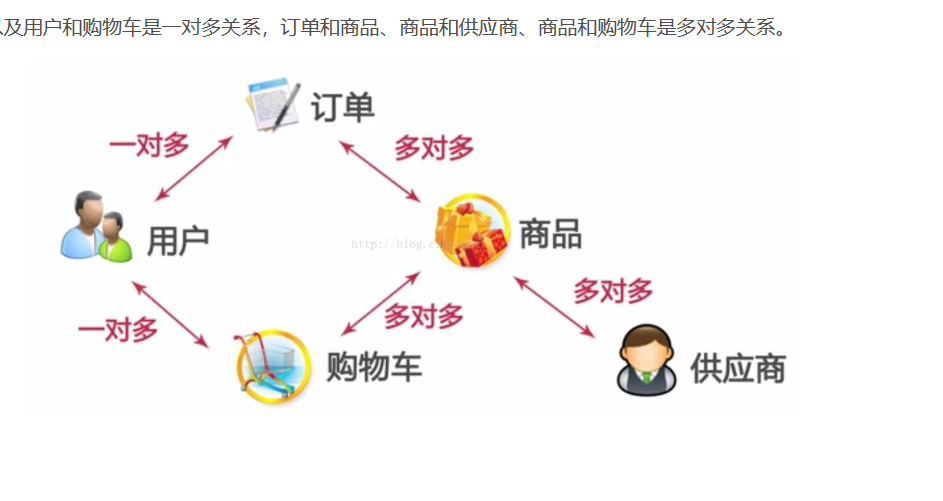 及用户和购物车是一对多关系，订单和商品、商品和供应商、商品和购物车是多对多关系。
订单
一对多
多对多
用户
商品
http://blog.c
一对多
多对多
多对多
购物车
供应商